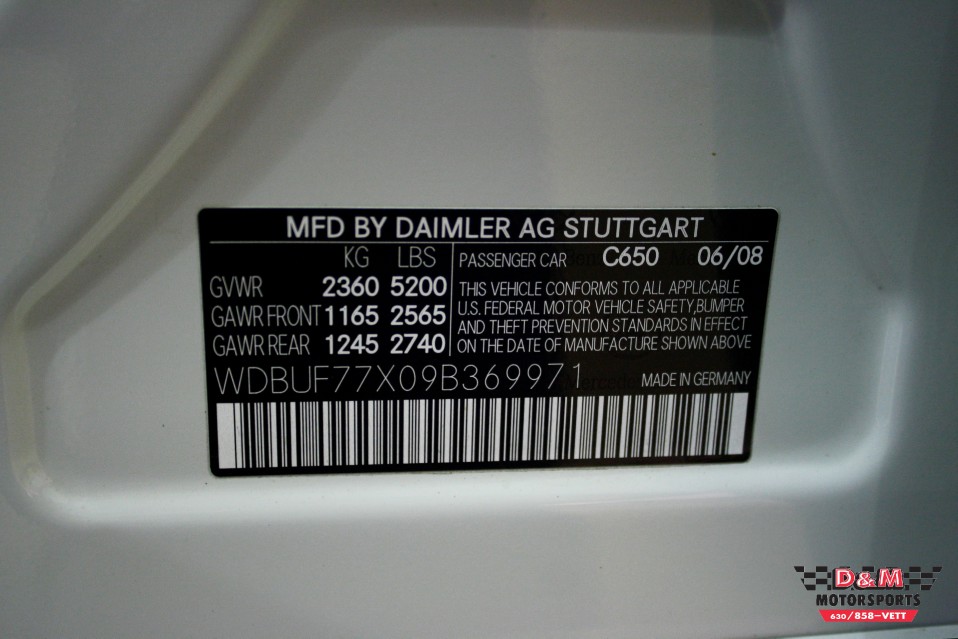 MFD BY DAIMLER AG STUTTGART
KG LBS
GVWR 2360 5200
GAWR FRONT 1165 2565
GAWR REAR 1245 2740
PASSENGER CAR C650 06/08
THIS VEHICLE CONFORMS TO ALL APPLICABLE
U.S. FEDERAL MOTOR VEHICLE SAFETY,BUMPER
AND THEFT PREVENTION STANDARDS IN EFFECT
ON THE DATE OF MANUFACTURE SHOWN ABOVE
WDBUF77X09B369971 MADE IN GERMANY
D&M
MOTORSPORTS
630/858-VETT